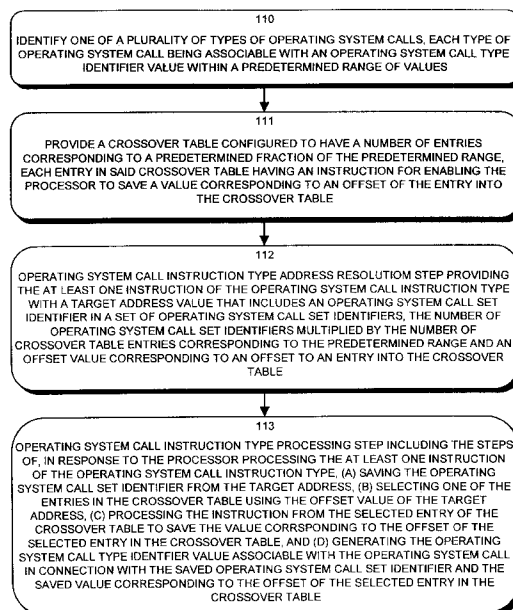 110
IDENTIFY ONE OF A PLURALITY OF TYPES OF OPERATING SYSTEM CALLS, EACH TYPE OF
OPERATING SYSTEM CALL BEING ASSOCIABLE WITH AN OPERATING SYSTEM CALL TYPE
IDENTIFIER VALUE WITHIN A PREDETERMINED RANGE OF VALUES
111
PROVIDE A CROSSOVER TABLE CONFIGURED TO HAVE A NUMBER OF ENTRIES
CORRESPONDING TO A PREDETERMINED FRACTION OF THE PREDETERMINED RANGE,
EACH ENTRY IN SAID CROSSOVER TABLE HAVING AN INSTRUCTION FOR ENABLING THE
PROCESSOR TO SAVE A VALUE CORRESPONDING TO AN OFFSET OF THE ENTRY INTO
THE CROSSOVER TABLE
112
OPERATING SYSTEM CALL INSTRUCTION TYPE ADDRESS RESOLUTIOM STEP PROVIDING
THE AT LEAST ONE INSTRUCTION OF THE OPERATING SYSTEM CALL INSTRUCTION TYPE
WITH A TARGET ADDRESS VALUE THAT INCLUDES AN OPERATING SYSTEM CALL SET
IDENTIFIER IN A SET OF OPERATING SYSTEM CALL SET IDENTIFIERS, THE NUMBER OF
OPERATING SYSTEM CALL SET IDENTIFIERS MULTIPLIED BY THE NUMBER OF
CROSSOVER TABLE ENTRIES CORRESPONDING TO THE PREDETERMINED RANGE AND AN
OFFSET VALUE CORRESPONDING TO AN OFFSET TO AN ENTRY INTO THE CROSSOVER
TABLE
113
OPERATING SYSTEM CALL INSTRUCTION TYPE PROCESSING STEP INCLUDING THE STEPS
OF, IN RESPONSE TO THE PROCESSOR PROCESSING THE AT LEAST ONE INSTRUCTION
OF THE OPERATING SYSTEM CALL INSTRUCTION TYPE, (A) SAVING THE OPERATING
SYSTEM CALL SET IDENTIFIER FROM THE TARGET ADDRESS, (B) SELECTING ONE OF THE
ENTRIES IN THE CROSSOVER TABLE USING THE OFFSET VALUE OF THE TARGET
ADDRESS, (C) PROCESSING THE INSTRUCTION FROM THE SELECTED ENTRY OF THE
CROSSOVER TABLE TO SAVE THE VALUE CORRSPONDING TO THE OFFSET OF THE
SELECTED ENTRY IN THE CROSSOVER TABLE, AND (D) GENERATING THE OPERATING
SYSTEM CALL TYPE IDENTFIER VALUE ASSOCIABLE WITH THE OPERATING SYSTEM CALL
IN CONNECTION WITH THE SAVED OPERATING SYSTEM CALL SET IDENTIFIER AND THE
SAVED VALUE CORRESPONDING TO THE OFFSET OF THE SELECTED ENTRY IN THE
CROSSOVER TABLE